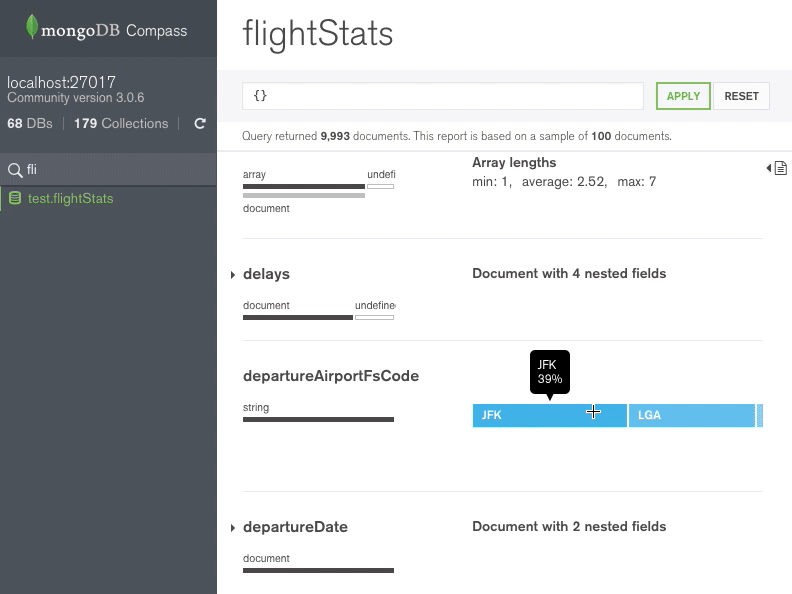 mongoDB Compass
localhost:27017
Community version 3.0.6
68 DBs
179 Collections
fli
test.flightStats
flightStats
{}
APPLY
RESET
Query returned 9,993 documents. This report is based on a sample of 100 documents.
array
undefi
document
Array lengths
min: 1, average: 2.52, max: 7
delays
document
undefine
Document with 4 nested fields
departureAirportFsCode
string
JFK
39%
JFK
LGA
departureDate
document
Document with 2 nested fields